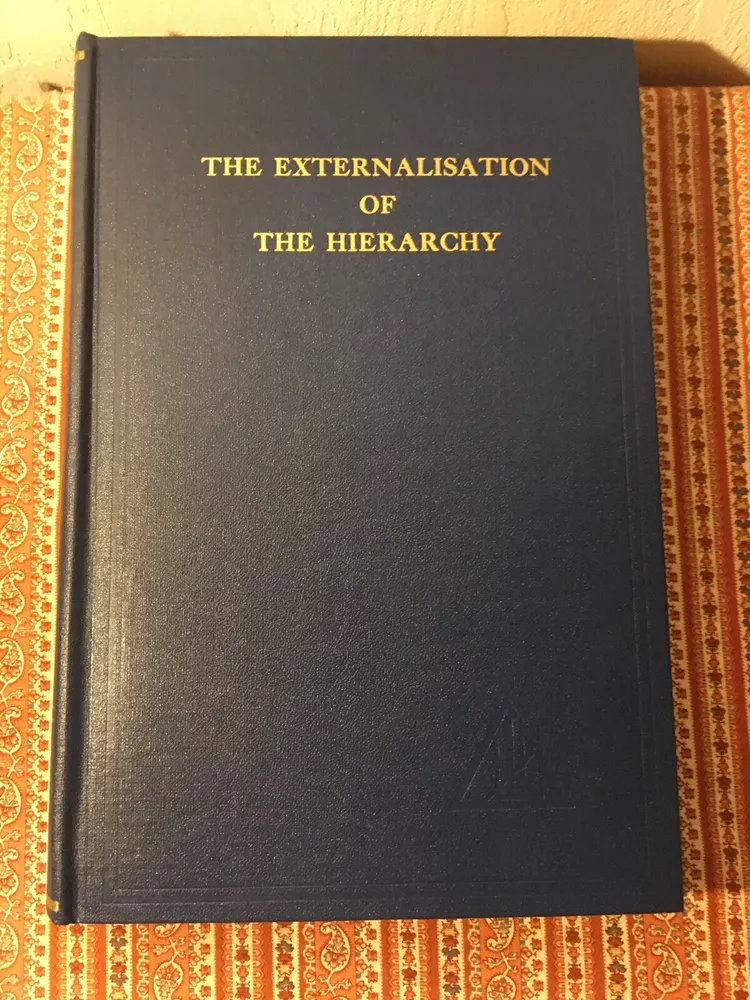 THE EXTERNALISATION
OF
THE HIERARCHY